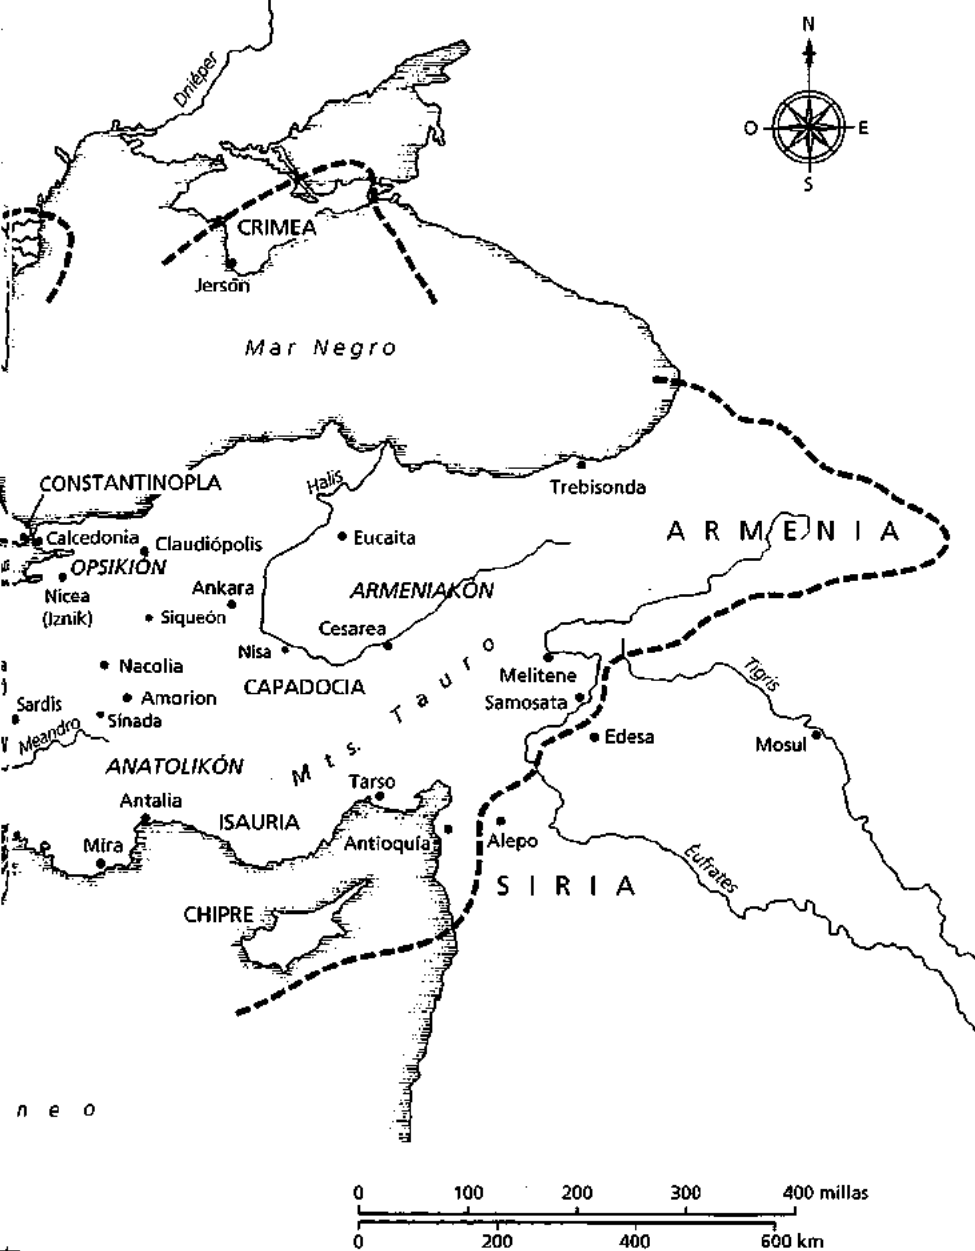 N
O
E
S
Dniéper
CRIMEA
Jersón
Mar Negro
CONSTANTINOPLA
Halis
Trebisonda
Calcedonia
Claudiópolis
Eucaita
ARMENIA
OPSIKIÓN
Nicea
(Iznik)
Ankara
ARMENIAKÓN
Siqueón
Cesarea
Nisa
Nacolia
CAPADOCIA
Mts. Tauro
Melitene
Samosata
Tigris
Sardis
Amorion
Sínada
Meandro
Edesa
Mosul
ANATOLIKÓN
Tarso
Antalia
ISAURIA
Mira
Antioquía
Alepo
Éufrates
SIRIA
CHIPRE
neo
0 100 200 300 400 millas
0 200 400 600 km